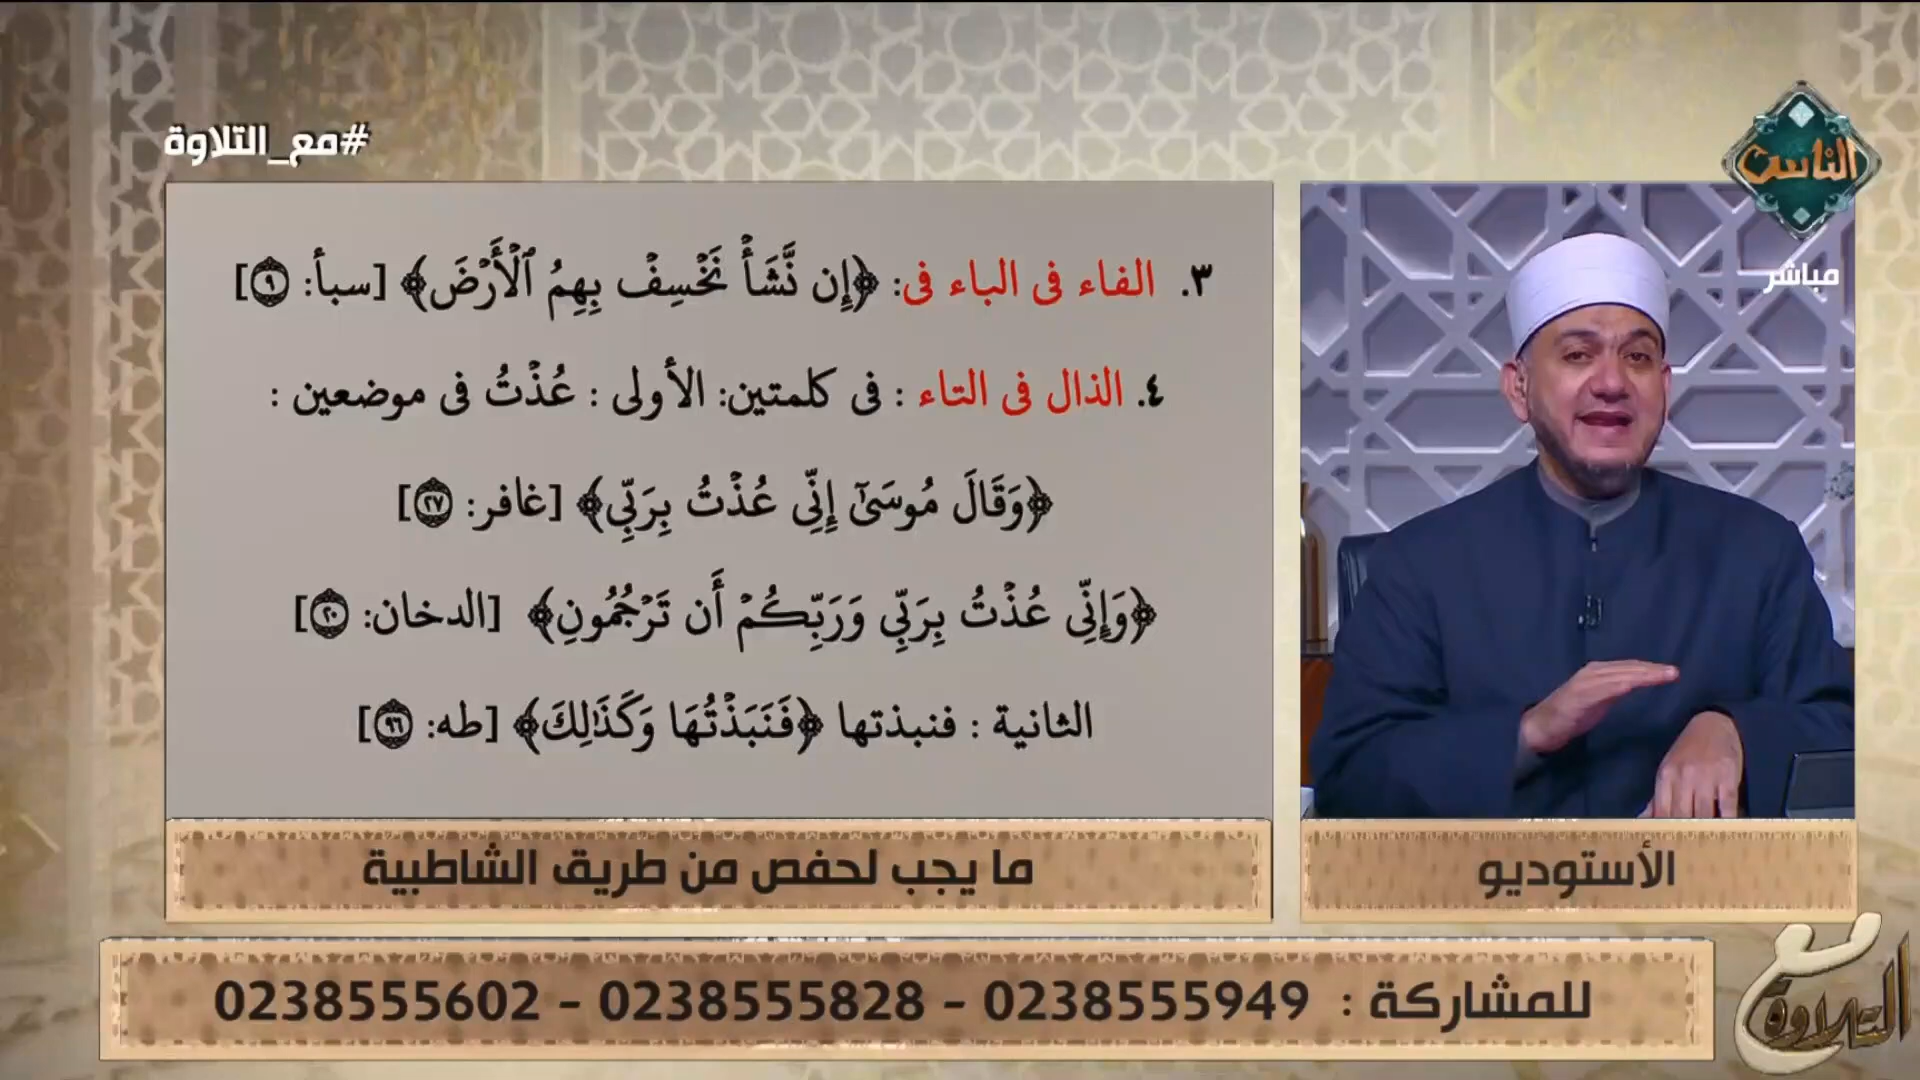 #مع_التلاوة
الناس
مباشر
٣. الفاء فى الباء فى: ﴿إِن نَّشَأْ نَخْسِفْ بِهِمُ ٱلْأَرْضَ﴾ [سبأ: ٩]
٤. الذال فى التاء : فى كلمتين: الأولى : عُذْتُ فى موضعين :
﴿وَقَالَ مُوسَىٰٓ إِنِّى عُذْتُ بِرَبِّى﴾ [غافر: ٢٧]
﴿وَإِنِّى عُذْتُ بِرَبِّى وَرَبِّكُمْ أَن تَرْجُمُونِ﴾ [الدخان: ٢٠]
الثانية : فنبذتها ﴿فَنَبَذْتُهَا وَكَذَٰلِكَ﴾ [طه: ٩٦]
ما يجب لحفص من طريق الشاطبية
الأستوديو
للمشاركة : 0238555949 - 0238555828 - 0238555602
مع التلاوة